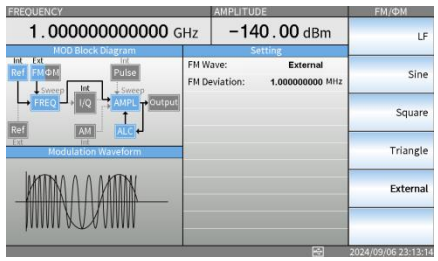 FREQUENCY
AMPLITUDE
FM/ΦM
1.000000000000 GHz
-140.00 dBm
LF
MOD Block Diagram
Setting
Int Ext Int
Ref FMΦM Pulse
Sweep Int Sweep
FREQ I/Q AMPL Output
Ref AM ALC
Ext Int
FM Wave: External
FM Deviation: 1.000000000 MHz
Sine
Square
Triangle
External
Modulation Waveform
2024/09/06 23:13:14